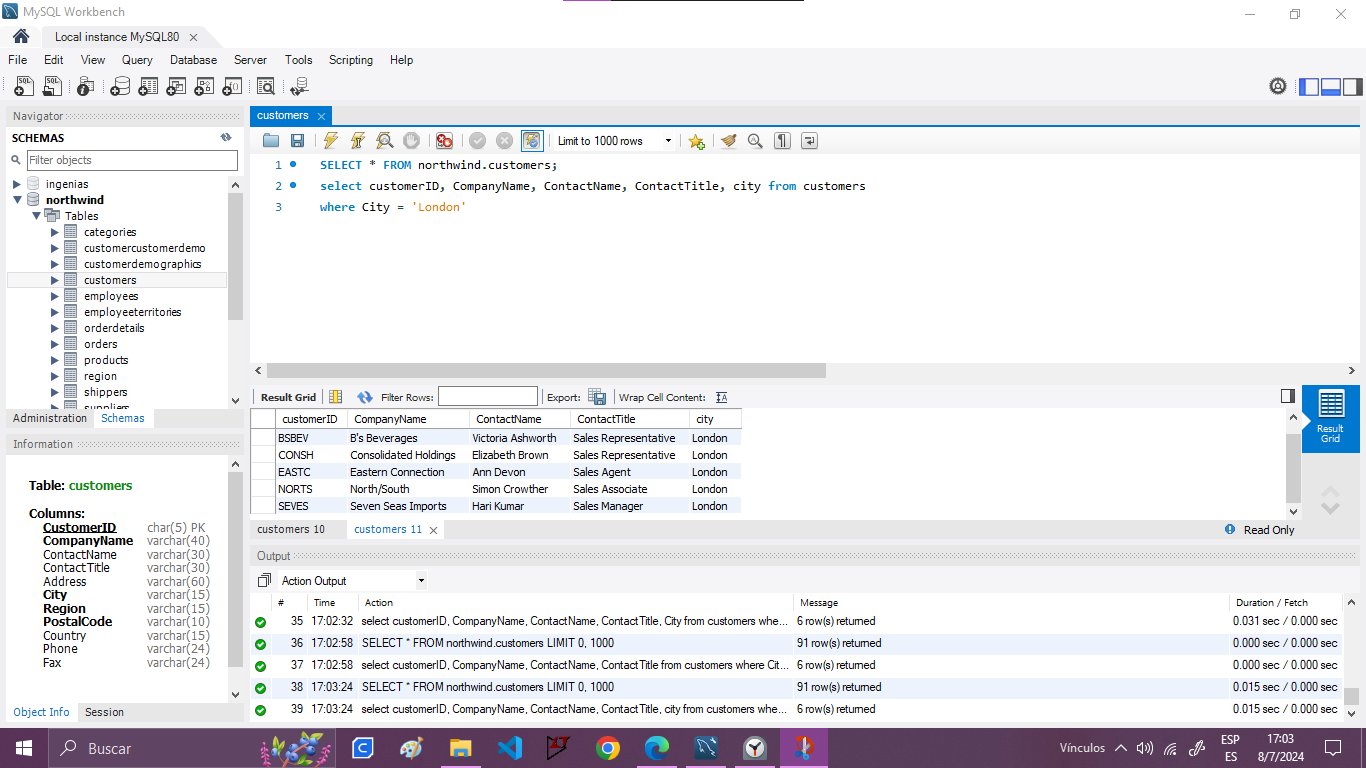 MySQL Workbench
Local instance MySQL80
File Edit View Query Database Server Tools Scripting Help
Navigator
SCHEMAS
Filter objects
ingenias
northwind
Tables
categories
customercustomerdemo
customerdemographics
customers
employees
employeeterritories
orderdetails
orders
products
region
shippers
suppliers
Administration Schemas
Information
Table: customers
Columns:
CustomerID char(5) PK
CompanyName varchar(40)
ContactName varchar(30)
ContactTitle varchar(30)
Address varchar(60)
City varchar(15)
Region varchar(15)
PostalCode varchar(10)
Country varchar(15)
Phone varchar(24)
Fax varchar(24)
Object Info Session
customers
Limit to 1000 rows
1 SELECT * FROM northwind.customers;
2 select customerID, CompanyName, ContactName, ContactTitle, city from customers
3 where City = 'London'
Result Grid Filter Rows: Export: Wrap Cell Content: IA
customerID CompanyName ContactName ContactTitle city
BSBEV B's Beverages Victoria Ashworth Sales Representative London
CONSH Consolidated Holdings Elizabeth Brown Sales Representative London
EASTC Eastern Connection Ann Devon Sales Agent London
NORTS North/South Simon Crowther Sales Associate London
SEVES Seven Seas Imports Hari Kumar Sales Manager London
Result
Grid
customers 10 customers 11 Read Only
Output
Action Output
# Time Action Message Duration / Fetch
35 17:02:32 select customerID, CompanyName, ContactName, ContactTitle, City from customers whe... 6 row(s) returned 0.031 sec / 0.000 sec
36 17:02:58 SELECT * FROM northwind.customers LIMIT 0, 1000 91 row(s) returned 0.000 sec / 0.000 sec
37 17:02:58 select customerID, CompanyName, ContactName, ContactTitle from customers where Cit... 6 row(s) returned 0.000 sec / 0.000 sec
38 17:03:24 SELECT * FROM northwind.customers LIMIT 0, 1000 91 row(s) returned 0.015 sec / 0.000 sec
39 17:03:24 select customerID, CompanyName, ContactName, ContactTitle, city from customers whe... 6 row(s) returned 0.015 sec / 0.000 sec
Buscar
Vínculos
ESP
ES
17:03
8/7/2024